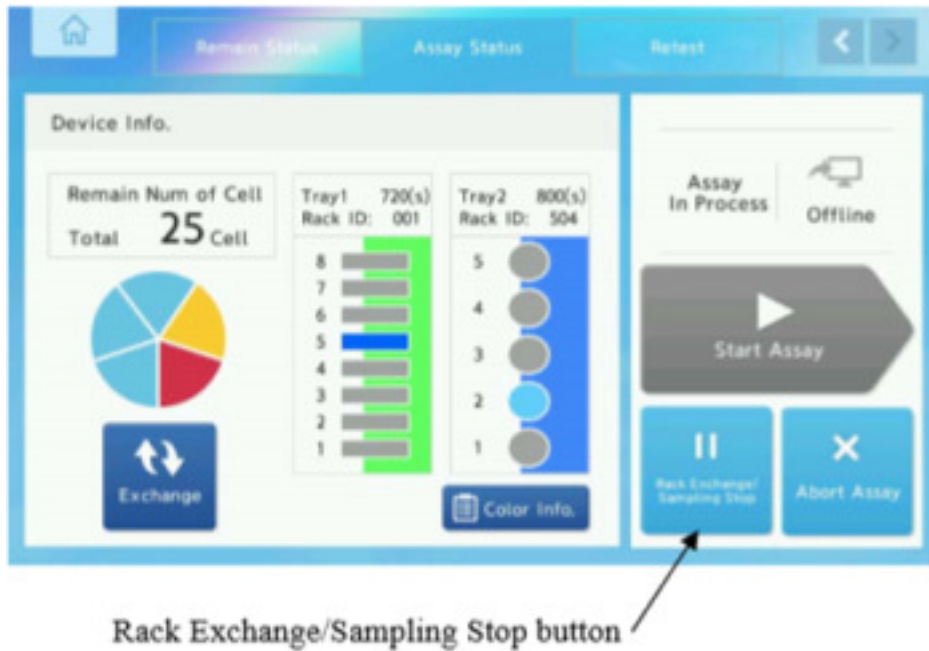 Remain Status
Assay Status
Retest
Device Info.
Remain Num of Cell
Total 25 Cell
Exchange
Tray1 720(s)
Rack ID: 001
8
7
6
5
4
3
2
1
Tray2 800(s)
Rack ID: 504
5
4
3
2
1
Color Info.
Assay
In Process
Offline
Start Assay
Rack Exchange/
Sampling Stop
Abort Assay
Rack Exchange/Sampling Stop button